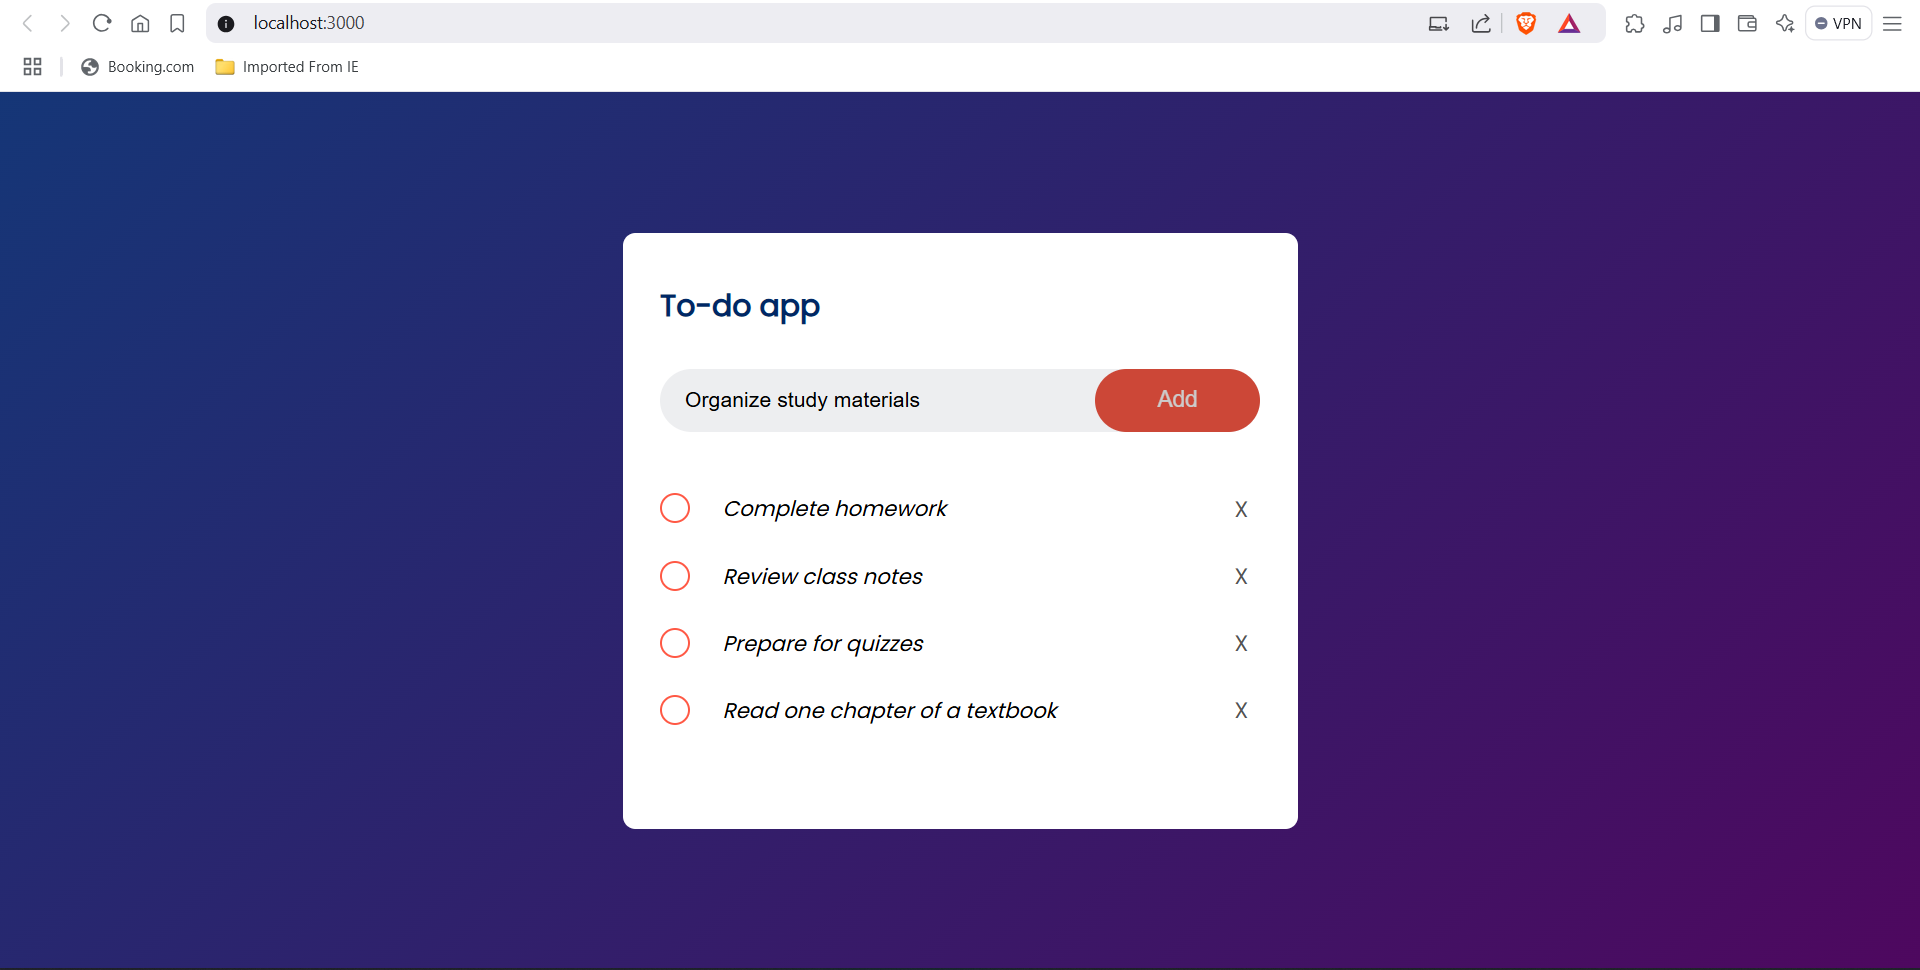 localhost:3000
VPN
Booking.com
Imported From IE
To-do app
Organize study materials
Add
Complete homework
X
Review class notes
X
Prepare for quizzes
X
Read one chapter of a textbook
X